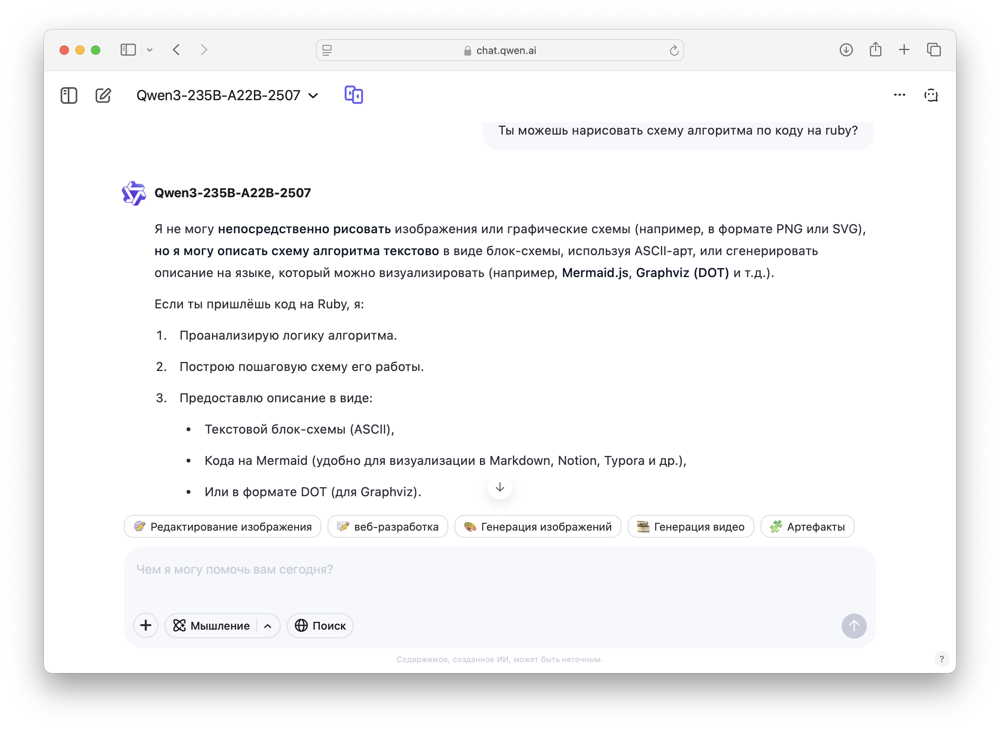 chat.qwen.ai
Qwen3-235B-A22B-2507
Ты можешь нарисовать схему алгоритма по коду на ruby?
Qwen3-235B-A22B-2507
Я не могу непосредственно рисовать изображения или графические схемы (например, в формате PNG или SVG),
но я могу описать схему алгоритма текстово в виде блок-схемы, используя ASCII-арт, или сгенерировать
описание на языке, который можно визуализировать (например, Mermaid.js, Graphviz (DOT) и т.д.).
Если ты пришлёшь код на Ruby, я:
1. Проанализирую логику алгоритма.
2. Построю пошаговую схему его работы.
3. Предоставлю описание в виде:
• Текстовой блок-схемы (ASCII),
• Кода на Mermaid (удобно для визуализации в Markdown, Notion, Typora и др.),
• Или в формате DOT (для Graphviz).
Редактирование изображения веб-разработка Генерация изображений Генерация видео Артефакты
Чем я могу помочь вам сегодня?
Мышление Поиск
Содержимое, созданное ИИ, может быть неточным.
?